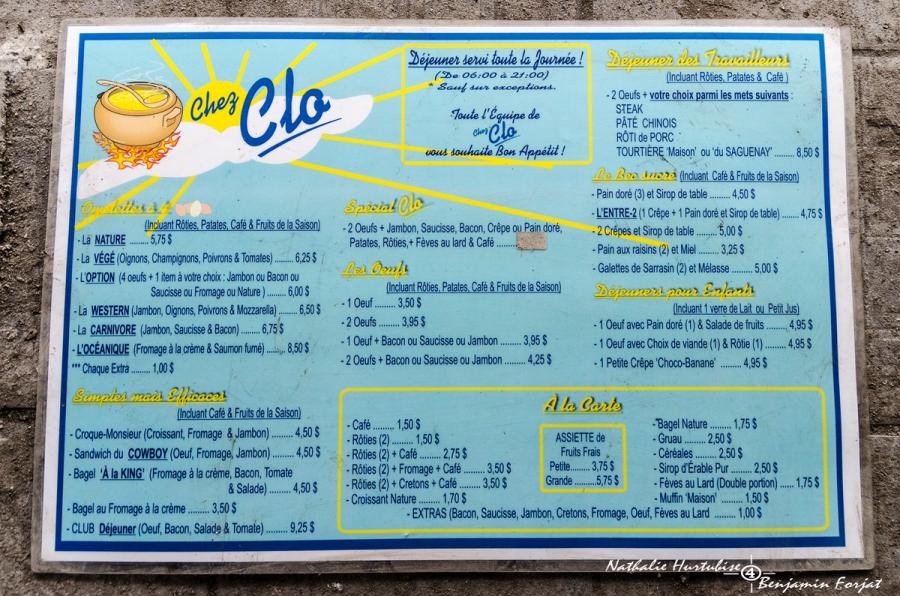 Chez Clo
Déjeuner servi toute la Journée !
(De 06:00 à 21:00)
* Sauf sur exceptions.
Toute l'Équipe de
Chez Clo
vous souhaite Bon Appétit !
Omelettes à 4
(Incluant Rôties, Patates, Café & Fruits de la Saison)
- La NATURE ........ 5,75 $
- La VÉGÉ (Oignons, Champignons, Poivrons & Tomates) .......... 6,25 $
- L'OPTION (4 oeufs + 1 item à votre choix : Jambon ou Bacon ou
Saucisse ou Fromage ou Nature ) ......... 6,00 $
- La WESTERN (Jambon, Oignons, Poivrons & Mozzarella) ......... 6,50 $
- La CARNIVORE (Jambon, Saucisse & Bacon) ........ 6,75 $
- L'OCÉANIQUE (Fromage à la crème & Saumon fumé) ........ 8,50 $
*** Chaque Extra ......... 1,00 $
Simples mais Efficaces
(Incluant Café & Fruits de la Saison)
- Croque-Monsieur (Croissant, Fromage & Jambon) ......... 4,50 $
- Sandwich du COWBOY (Oeuf, Fromage, Jambon) ........ 4,50 $
- Bagel 'À la KING' (Fromage à la crème, Bacon, Tomate
& Salade) ......... 4,50 $
- Bagel au Fromage à la crème ......... 3,50 $
- CLUB Déjeuner (Oeuf, Bacon, Salade & Tomate) ......... 9,25 $
Spécial Clo
- 2 Oeufs + Jambon, Saucisse, Bacon, Crêpe ou Pain doré,
Patates, Rôties, + Fèves au lard & Café .......
Les Oeufs
(Incluant Rôties, Patates, Café & Fruits de la Saison)
- 1 Oeuf ........ 3,50 $
- 2 Oeufs ........ 3,95 $
- 1 Oeuf + Bacon ou Saucisse ou Jambon ......... 3,95 $
- 2 Oeufs + Bacon ou Saucisse ou Jambon ........ 4,25 $
Déjeuner des Travailleurs
(Incluant Rôties, Patates & Café )
- 2 Oeufs + votre choix parmi les mets suivants :
STEAK
PÂTÉ CHINOIS
RÔTI de PORC
TOURTIÈRE 'Maison' ou 'du SAGUENAY' ......... 8,50 $
Le Bec sucré (Incluant Café & Fruits de la Saison)
- Pain doré (3) et Sirop de table ........ 4,50 $
- L'ENTRE-2 (1 Crêpe + 1 Pain doré et Sirop de table) ........ 4,75 $
- 2 Crêpes et Sirop de table ........ 5,00 $
- Pain aux raisins (2) et Miel ........ 3,25 $
- Galettes de Sarrasin (2) et Mélasse ........ 5,00 $
Déjeuners pour Enfants
(Incluant 1 verre de Lait ou Petit Jus)
- 1 Oeuf avec Pain doré (1) & Salade de fruits ......... 4,95 $
- 1 Oeuf avec Choix de viande (1) & Rôtie (1) ......... 4,95 $
- 1 Petite Crêpe 'Choco-Banane' ......... 4,95 $
À la Carte
- Café ........ 1,50 $
- Rôties (2) ......... 1,50 $
- Rôties (2) + Café ........ 2,75 $
- Rôties (2) + Fromage + Café ......... 3,50 $
- Rôties (2) + Cretons + Café ......... 3,50 $
- Croissant Nature ......... 1,70 $
ASSIETTE de
Fruits Frais
Petite......... 3,75 $
Grande .........5,75 $
-Bagel Nature ......... 1,75 $
- Gruau ........ 2,50 $
- Céréales ......... 2,50 $
- Sirop d'Érable Pur ......... 2,50 $
- Fèves au Lard (Double portion) ...... 1,75 $
- Muffin 'Maison' ........ 1,50 $
- EXTRAS (Bacon, Saucisse, Jambon, Cretons, Fromage, Oeuf, Fèves au Lard ......... 1,00 $
Nathalie Hurtubise
4
Benjamin Forjat